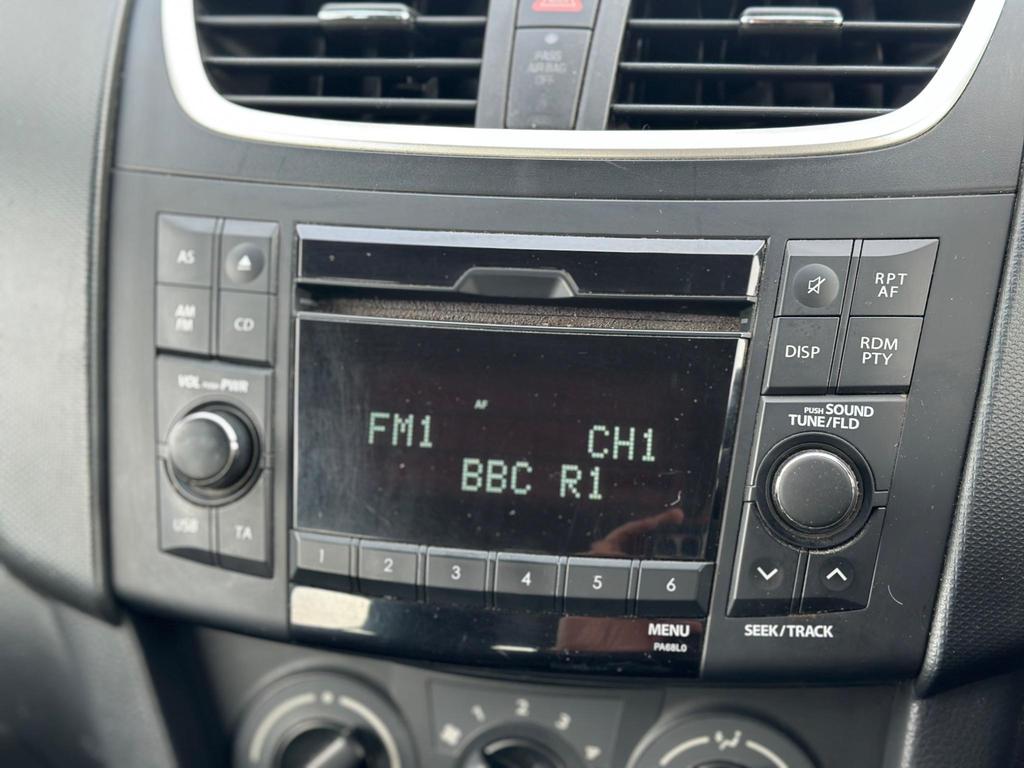 PASS
AIRBAG
OFF
AS
AM
FM
CD
VOL PUSH PWR
USB
TA
AF
FM1 CH1
BBC R1
1 2 3 4 5 6
MENU
PA68L0
RPT
AF
DISP
RDM
PTY
PUSH SOUND
TUNE/FLD
SEEK/TRACK
1 2 3 4